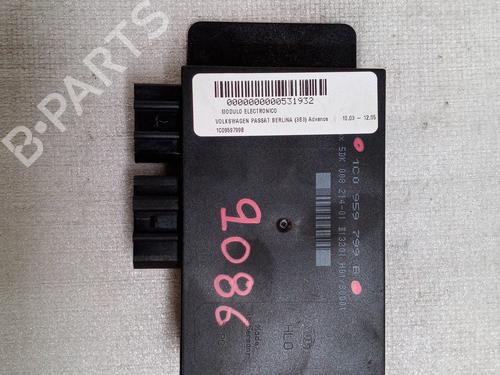 B-PARTS
0000000000531932
MODULO ELECTRONICO
VOLKSWAGEN PASSAT BERLINA (3B3) Advance 10.03 - 12.05
1C0959799B
1C0 959 799 B
5DK 008 214-01
HLO
9086